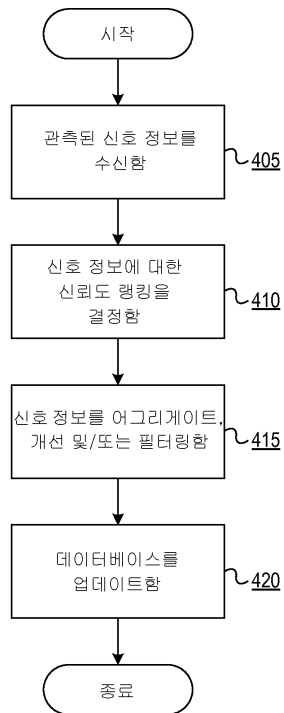 시작
관측된 신호 정보를
수신함
405
신호 정보에 대한
신뢰도 랭킹을
결정함
410
신호 정보를 어그리게이트,
개선 및/또는 필터링함
415
데이터베이스를
업데이트함
420
종료